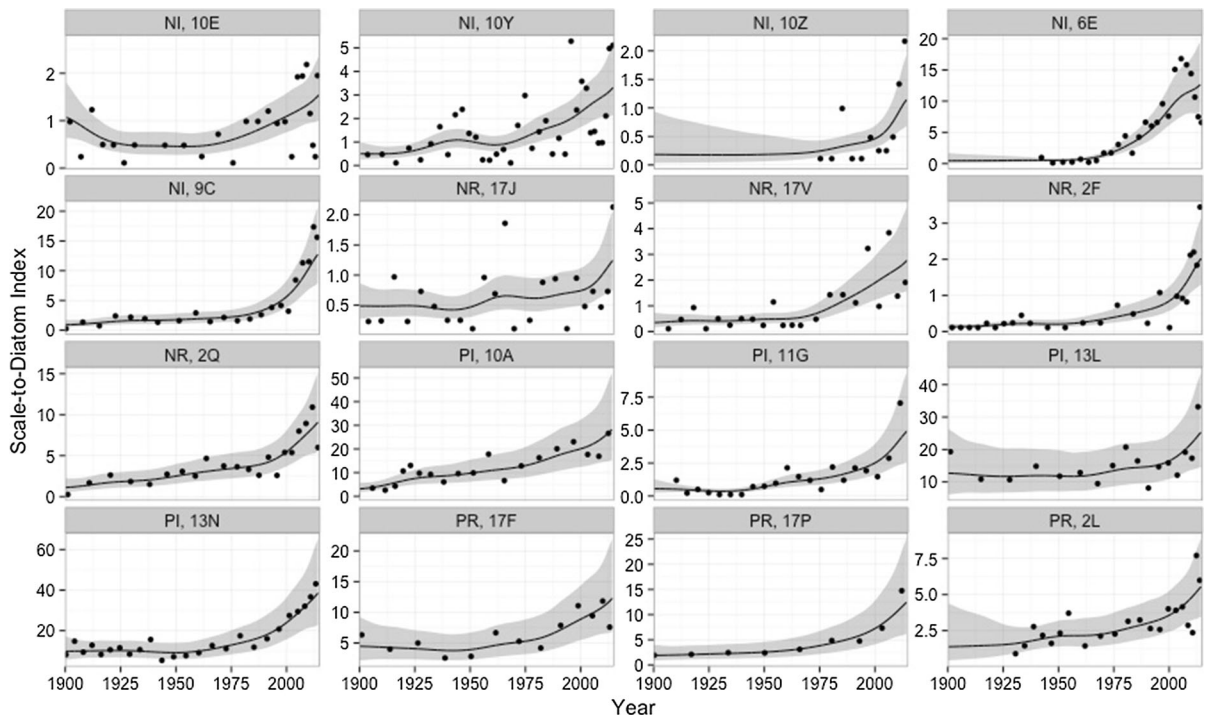 NI, 10E NI, 10Y NI, 10Z NI, 6E
2 1 0
5 4 3 2 1 0
2.0 1.5 1.0 0.5 0.0
20 15 10 5 0
NI, 9C NR, 17J NR, 17V NR, 2F
20 15 10 5 0
2.0 1.5 1.0 0.5
5 4 3 2 1 0
3 2 1 0
Scale-to-Diatom Index
NR, 2Q PI, 10A PI, 11G PI, 13L
15 10 5 0
50 40 30 20 10 0
7.5 5.0 2.5 0.0
40 30 20 10
PI, 13N PR, 17F PR, 17P PR, 2L
60 40 20
20 15 10 5
25 20 15 10 5 0
7.5 5.0 2.5
1900 1925 1950 1975 2000 1900 1925 1950 1975 2000 1900 1925 1950 1975 2000 1900 1925 1950 1975 2000
Year